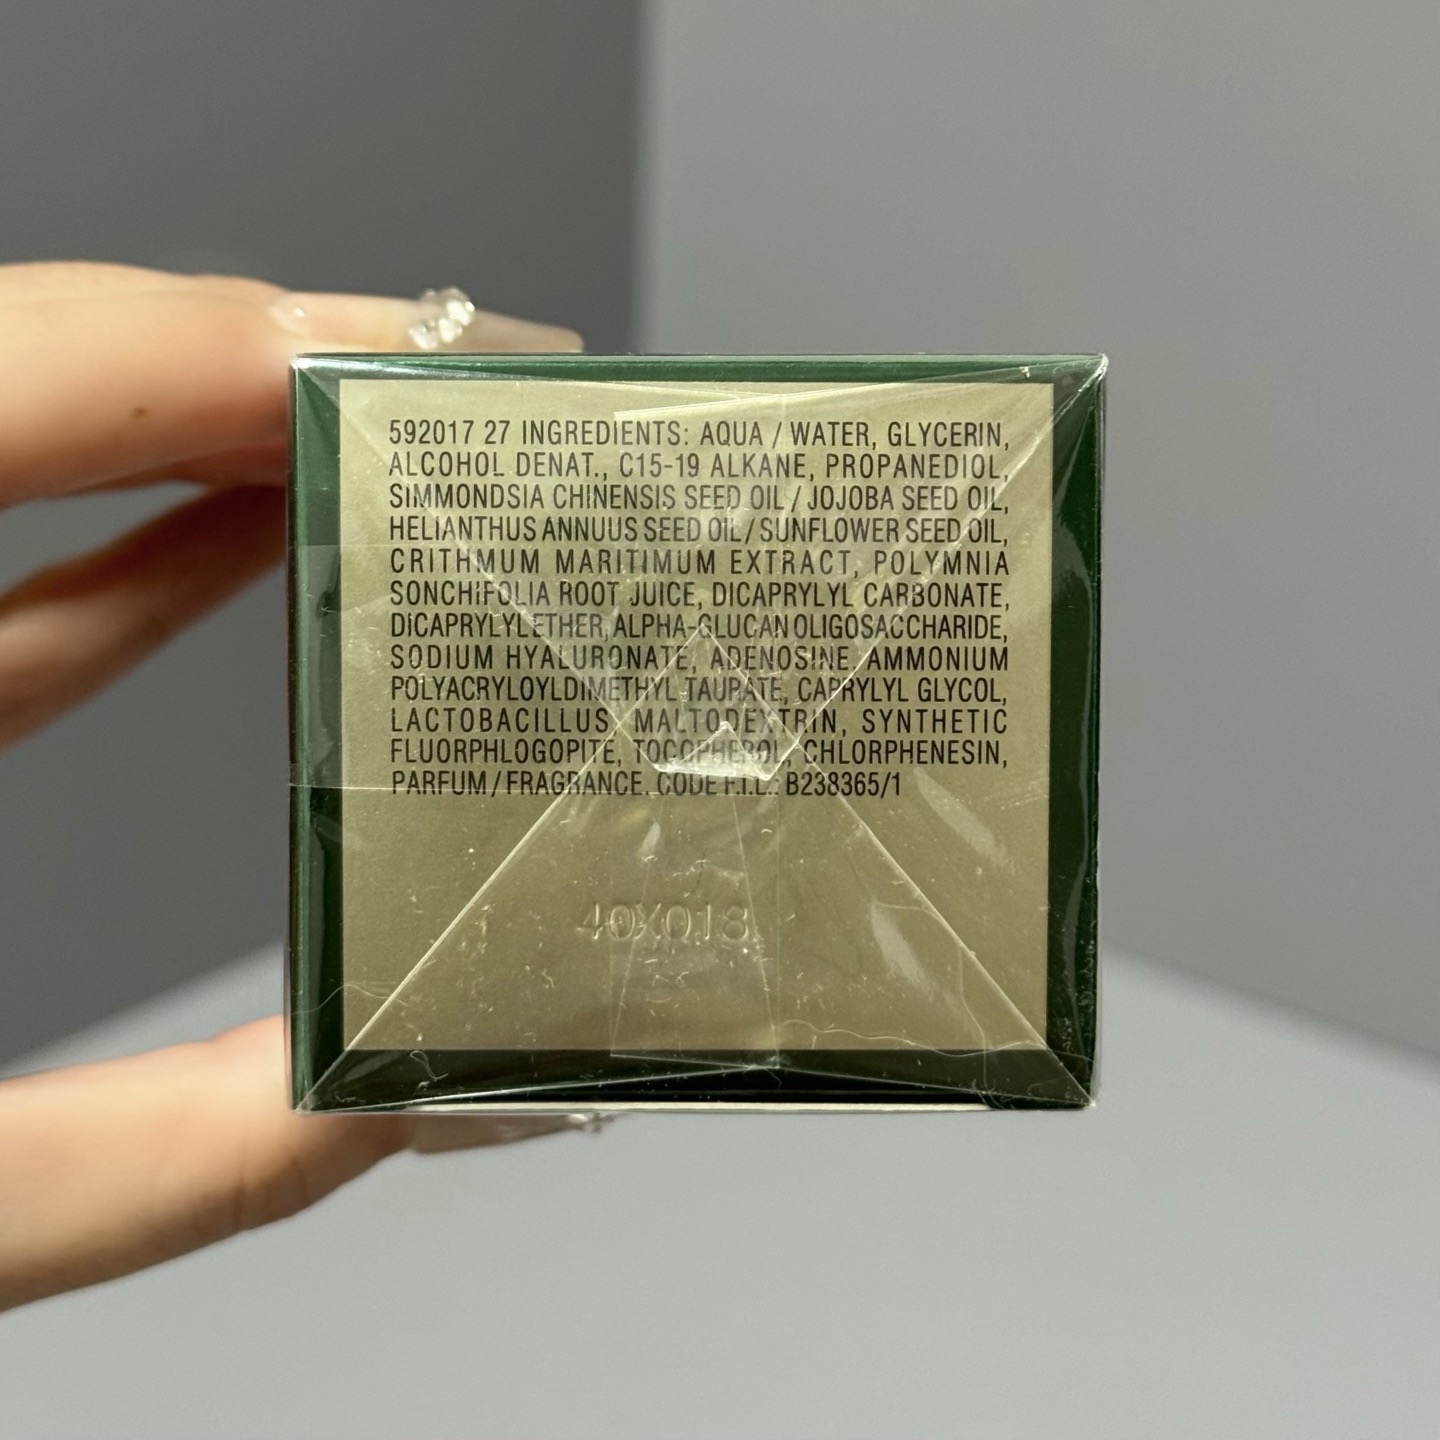 592017 27 INGREDIENTS: AQUA / WATER, GLYCERIN,
ALCOHOL DENAT., C15-19 ALKANE, PROPANEDIOL,
SIMMONDSIA CHINENSIS SEED OIL / JOJOBA SEED OIL,
HELIANTHUS ANNUUS SEED OIL / SUNFLOWER SEED OIL,
CRITHMUM MARITIMUM EXTRACT, POLYMNIA
SONCHIFOLIA ROOT JUICE, DICAPRYLYL CARBONATE,
DICAPRYLYL ETHER, ALPHA-GLUCAN OLIGOSACCHARIDE,
SODIUM HYALURONATE, ADENOSINE, AMMONIUM
POLYACRYLOYLDIMETHYL TAURATE, CAPRYLYL GLYCOL,
LACTOBACILLUS, MALTODEXTRIN, SYNTHETIC
FLUORPHLOGOPITE, TOCOPHEROL, CHLORPHENESIN,
PARFUM / FRAGRANCE. CODE F.I.L.: B238365/1
40X018